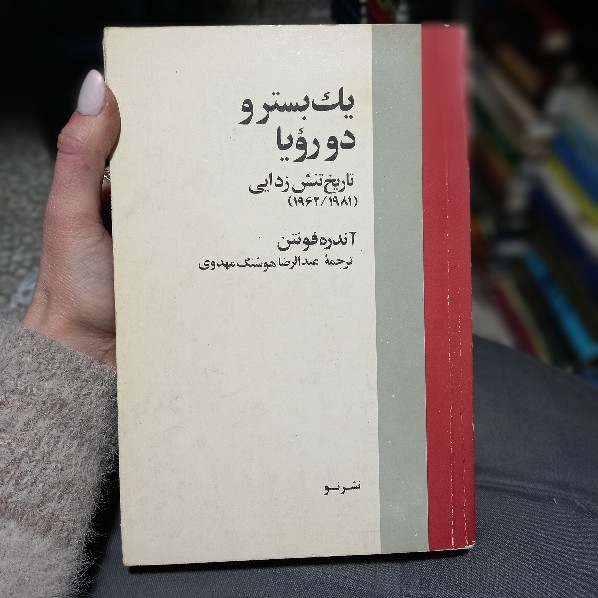 یك بستر و
دو رؤیا
تاریخ تنش زدایی
(۱۹۶۲/۱۹۸۱)
آندره فونتن
ترجمهٔ عبدالرضا هوشنگ مهدوی
نشر نو